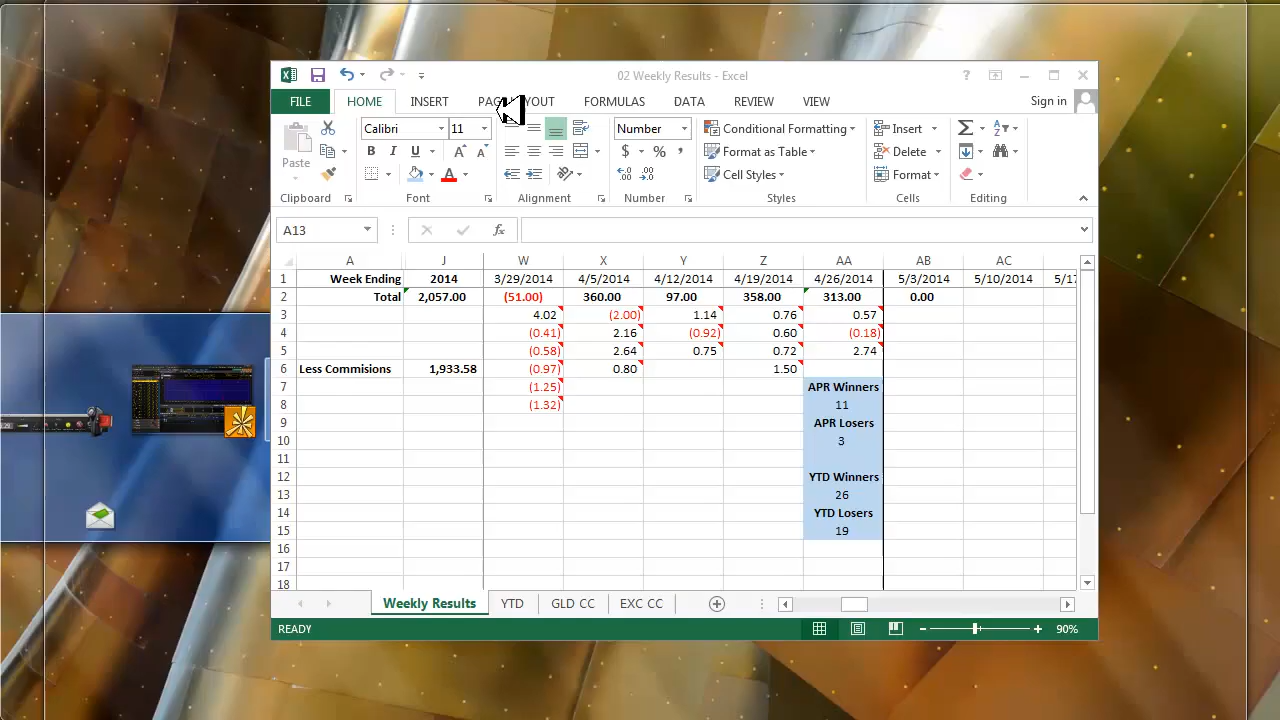 02 Weekly Results - Excel
FILE HOME INSERT PAGE LAYOUT FORMULAS DATA REVIEW VIEW Sign in
Calibri 11 Number Conditional Formatting Insert
Paste B I U $ % , Format as Table Delete
A Cell Styles Format
Clipboard Font Alignment Number Styles Cells Editing
A13 fx
A J W X Y Z AA AB AC
1 Week Ending 2014 3/29/2014 4/5/2014 4/12/2014 4/19/2014 4/26/2014 5/3/2014 5/10/2014
2 Total 2,057.00 (51.00) 360.00 97.00 358.00 313.00 0.00
3 4.02 (2.00) 1.14 0.76 0.57
4 (0.41) 2.16 (0.92) 0.60 (0.18)
5 (0.58) 2.64 0.75 0.72 2.74
6 Less Commisions 1,933.58 (0.97) 0.80 1.50
7 (1.25) APR Winners
8 (1.32) 11
9 APR Losers
10 3
11
12 YTD Winners
13 26
14 YTD Losers
15 19
16
17
18
Weekly Results YTD GLD CC EXC CC
READY 90%